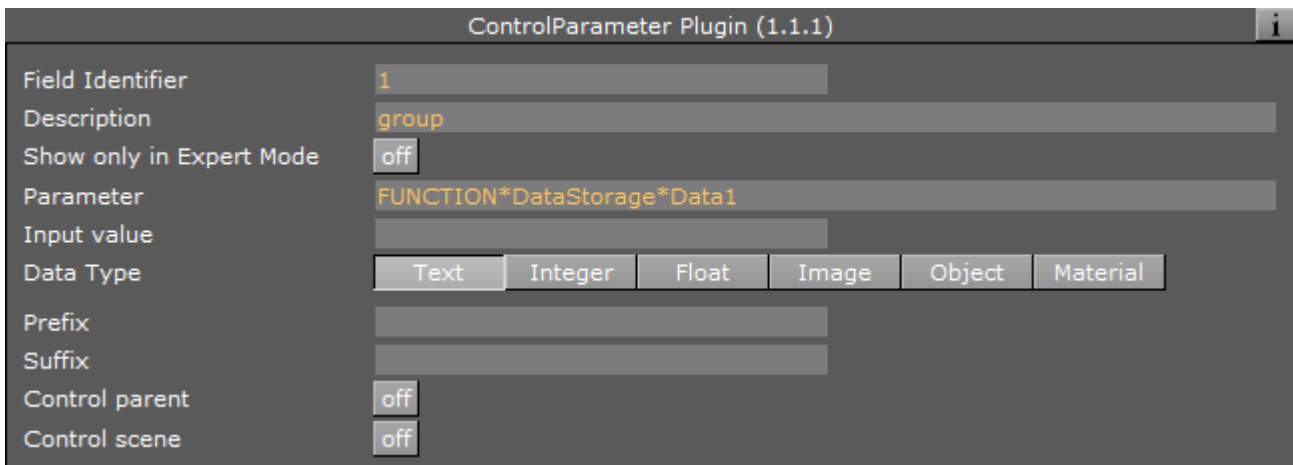 ControlParameter Plugin (1.1.1) i
Field Identifier 1
Description group
Show only in Expert Mode off
Parameter FUNCTION*DataStorage*Data1
Input value
Data Type Text Integer Float Image Object Material
Prefix
Suffix
Control parent off
Control scene off